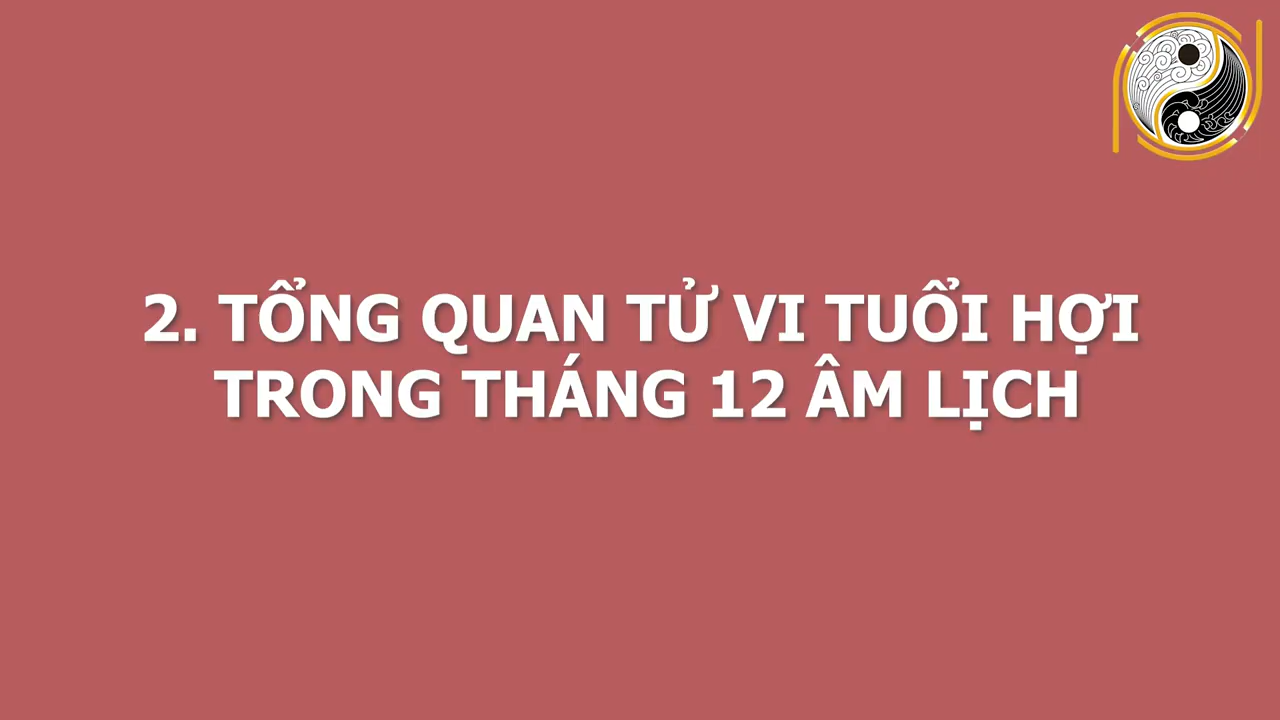 2. TỔNG QUAN TỬ VI TUỔI HỢI
TRONG THÁNG 12 ÂM LỊCH